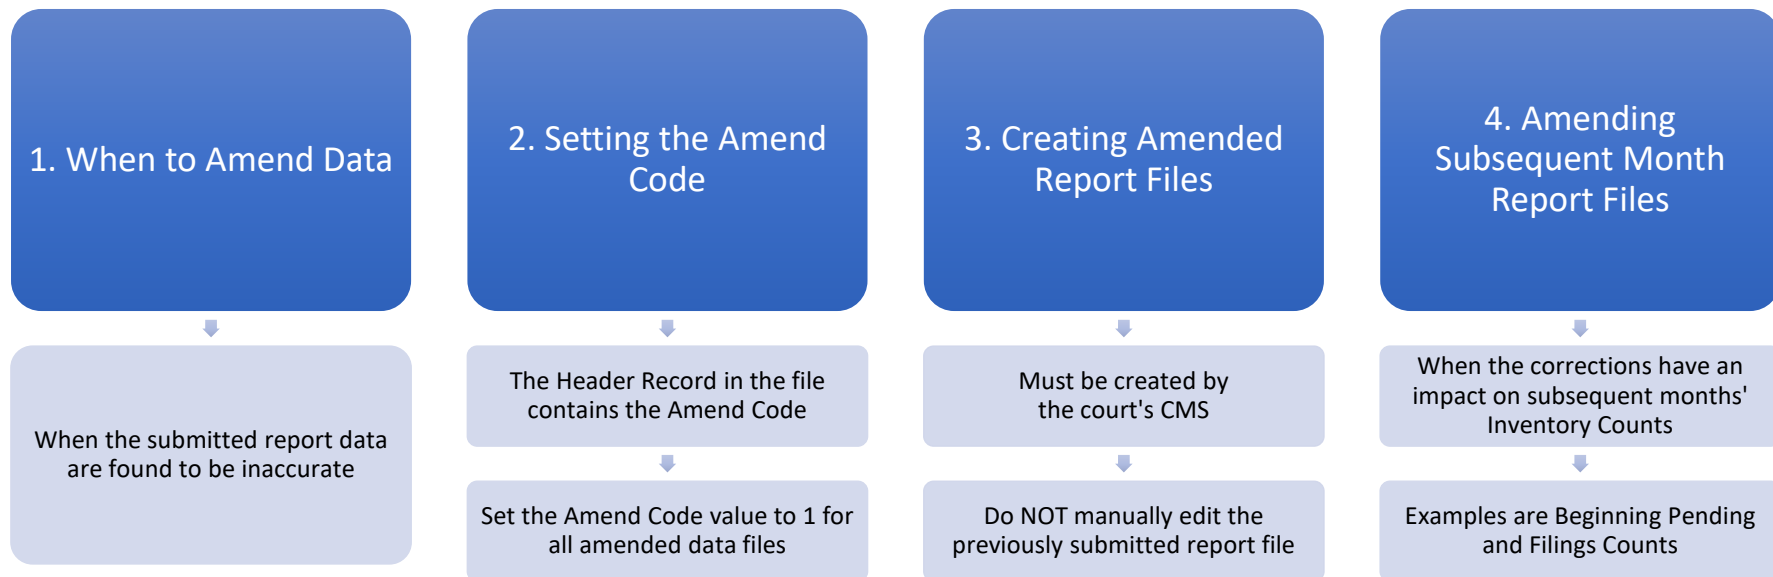 1. When to Amend Data
When the submitted report data
are found to be inaccurate
2. Setting the Amend
Code
The Header Record in the file
contains the Amend Code
Set the Amend Code value to 1 for
all amended data files
3. Creating Amended
Report Files
Must be created by
the court's CMS
Do NOT manually edit the
previously submitted report file
4. Amending
Subsequent Month
Report Files
When the corrections have an
impact on subsequent months'
Inventory Counts
Examples are Beginning Pending
and Filings Counts